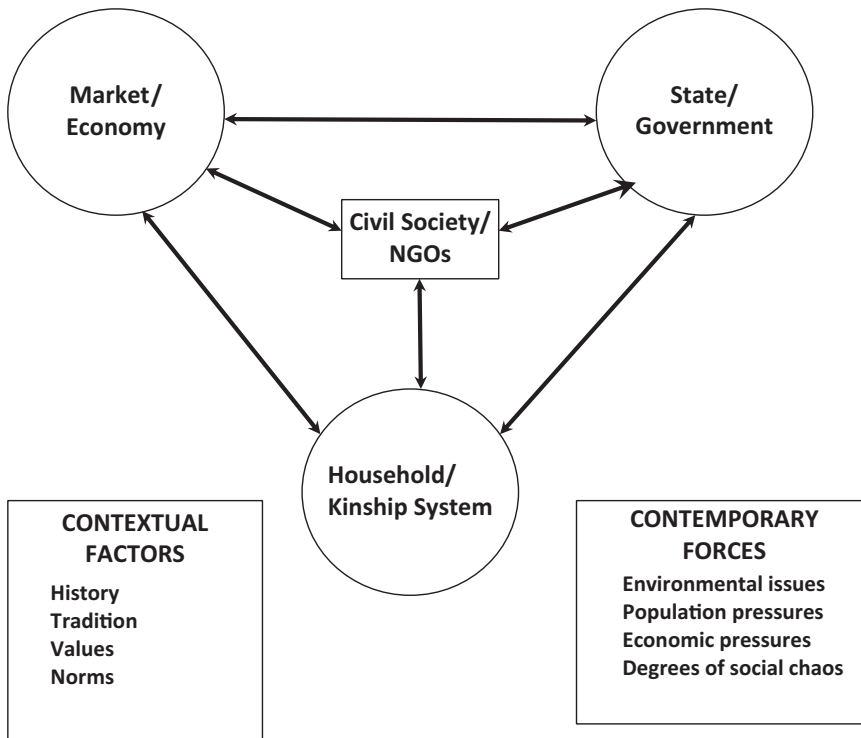 Market/
Economy
State/
Government
Civil Society/
NGOs
Household/
Kinship System
CONTEXTUAL
FACTORS
History
Tradition
Values
Norms
CONTEMPORARY
FORCES
Environmental issues
Population pressures
Economic pressures
Degrees of social chaos